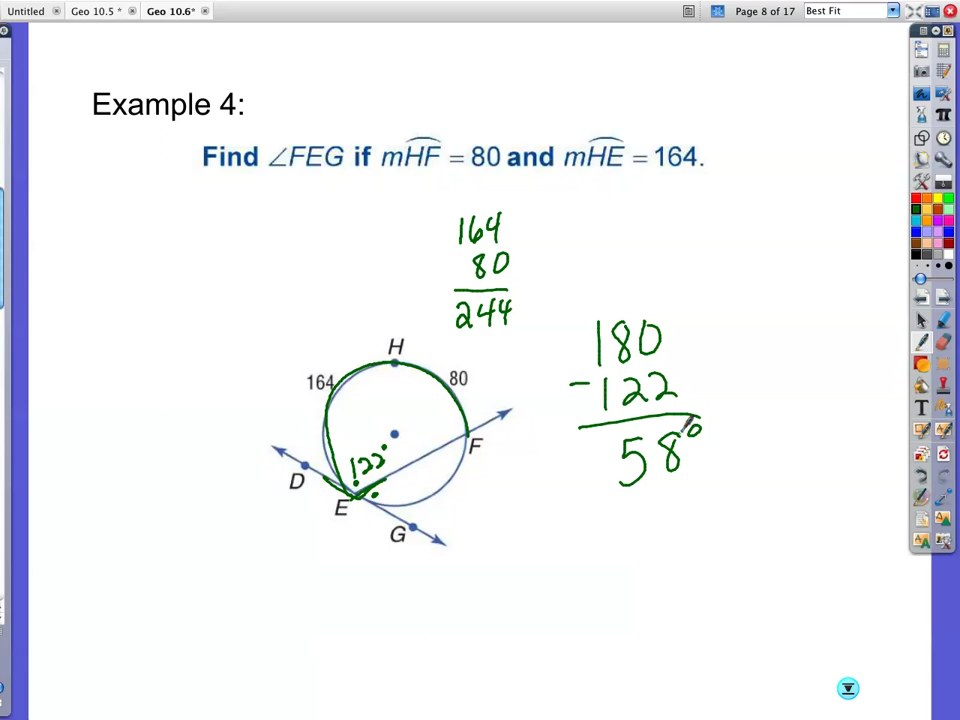 Untitled
Geo 10.5 *
Geo 10.6*
Page 8 of 17
Best Fit
Example 4:
Find ∠FEG if mHF = 80 and mHE = 164.
164
80
244
180
-122
58°
H
164
80
F
122°
D
E
G